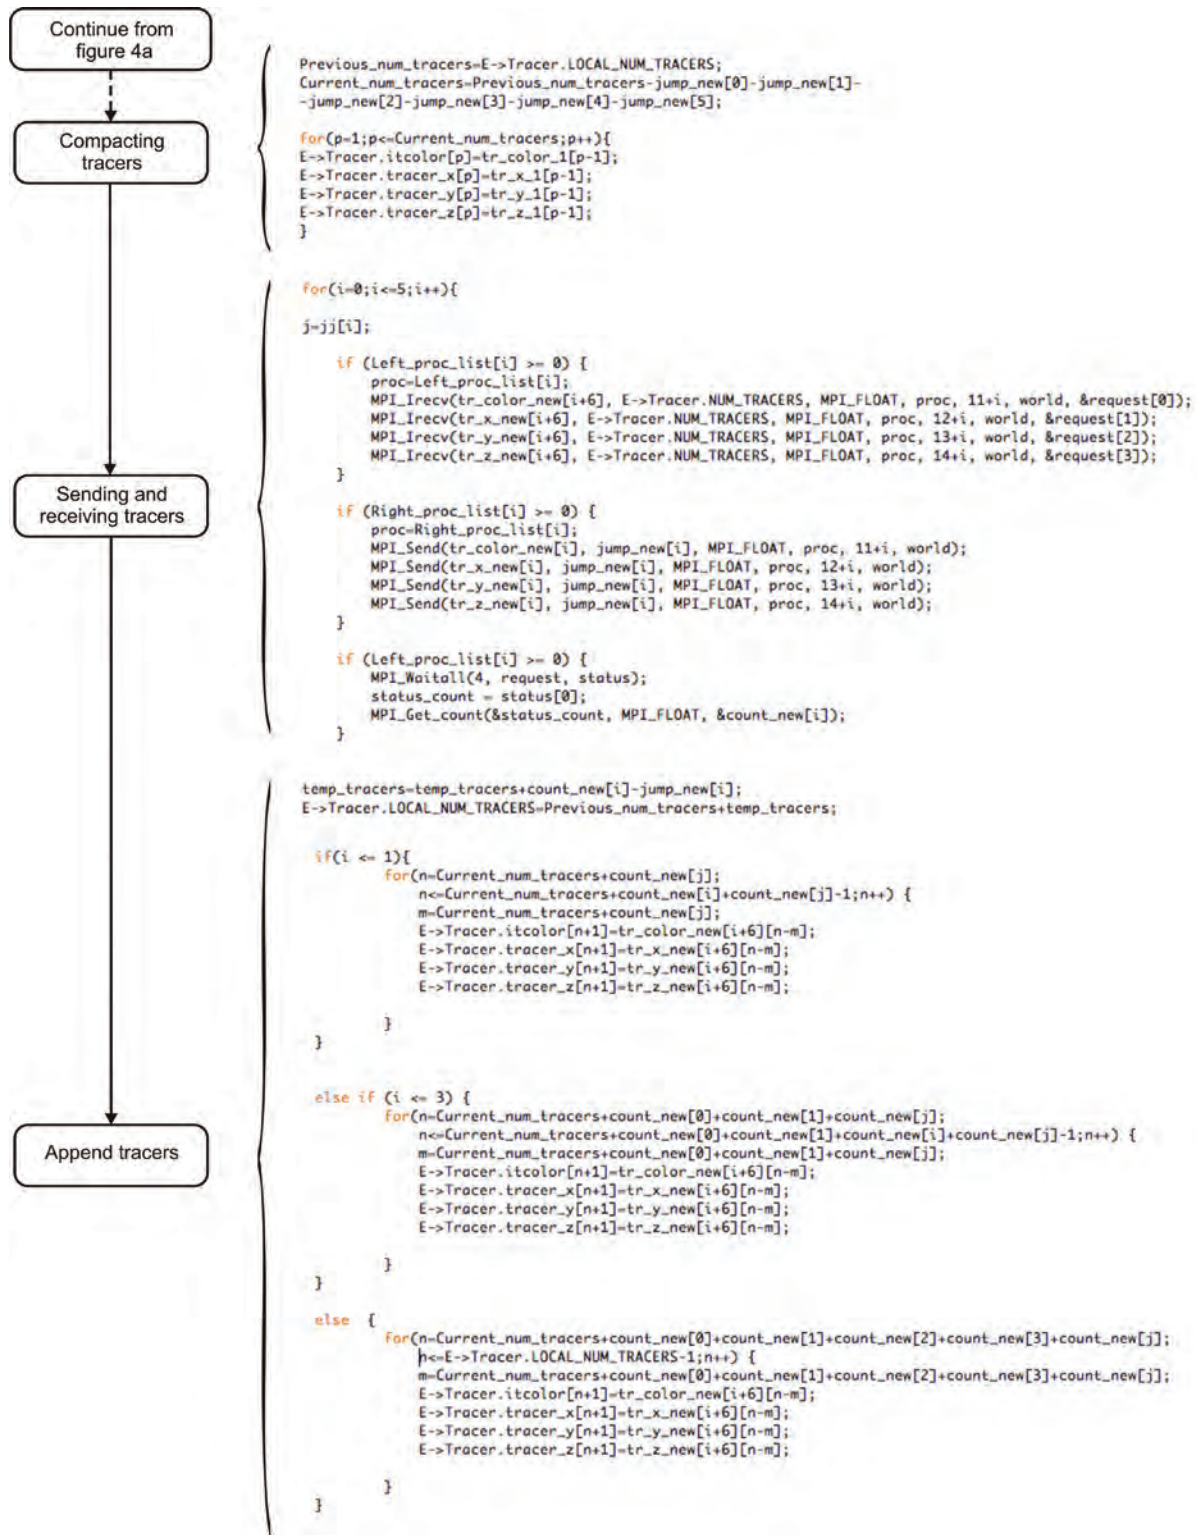 Continue from
figure 4a
Previous_num_tracers=E->Tracer.LOCAL_NUM_TRACERS;
Current_num_tracers=Previous_num_tracers-jump_new[0]-jump_new[1]-
-jump_new[2]-jump_new[3]-jump_new[4]-jump_new[5];
Compacting
tracers
for(p=1;p<=Current_num_tracers;p++){
E->Tracer.itcolor[p]=tr_color_1[p-1];
E->Tracer.tracer_x[p]=tr_x_1[p-1];
E->Tracer.tracer_y[p]=tr_y_1[p-1];
E->Tracer.tracer_z[p]=tr_z_1[p-1];
}
for(i=0;i<=5;i++){
j=jj[i];
if (Left_proc_list[i] >= 0) {
proc=Left_proc_list[i];
MPI_Irecv(tr_color_new[i+6], E->Tracer.NUM_TRACERS, MPI_FLOAT, proc, 11+i, world, &request[0]);
MPI_Irecv(tr_x_new[i+6], E->Tracer.NUM_TRACERS, MPI_FLOAT, proc, 12+i, world, &request[1]);
MPI_Irecv(tr_y_new[i+6], E->Tracer.NUM_TRACERS, MPI_FLOAT, proc, 13+i, world, &request[2]);
MPI_Irecv(tr_z_new[i+6], E->Tracer.NUM_TRACERS, MPI_FLOAT, proc, 14+i, world, &request[3]);
}
Sending and
receiving tracers
if (Right_proc_list[i] >= 0) {
proc=Right_proc_list[i];
MPI_Send(tr_color_new[i], jump_new[i], MPI_FLOAT, proc, 11+i, world);
MPI_Send(tr_x_new[i], jump_new[i], MPI_FLOAT, proc, 12+i, world);
MPI_Send(tr_y_new[i], jump_new[i], MPI_FLOAT, proc, 13+i, world);
MPI_Send(tr_z_new[i], jump_new[i], MPI_FLOAT, proc, 14+i, world);
}
if (Left_proc_list[i] >= 0) {
MPI_Waitall(4, request, status);
status_count = status[0];
MPI_Get_count(&status_count, MPI_FLOAT, &count_new[i]);
}
temp_tracers=temp_tracers+count_new[i]-jump_new[i];
E->Tracer.LOCAL_NUM_TRACERS=Previous_num_tracers+temp_tracers;
if(i <= 1){
for(n=Current_num_tracers+count_new[j];
n<=Current_num_tracers+count_new[i]+count_new[j]-1;n++) {
m=Current_num_tracers+count_new[j];
E->Tracer.itcolor[n+1]=tr_color_new[i+6][n-m];
E->Tracer.tracer_x[n+1]=tr_x_new[i+6][n-m];
E->Tracer.tracer_y[n+1]=tr_y_new[i+6][n-m];
E->Tracer.tracer_z[n+1]=tr_z_new[i+6][n-m];
}
}
else if (i <= 3) {
for(n=Current_num_tracers+count_new[0]+count_new[1]+count_new[j];
n<=Current_num_tracers+count_new[0]+count_new[1]+count_new[i]+count_new[j]-1;n++) {
m=Current_num_tracers+count_new[0]+count_new[1]+count_new[j];
E->Tracer.itcolor[n+1]=tr_color_new[i+6][n-m];
E->Tracer.tracer_x[n+1]=tr_x_new[i+6][n-m];
E->Tracer.tracer_y[n+1]=tr_y_new[i+6][n-m];
E->Tracer.tracer_z[n+1]=tr_z_new[i+6][n-m];
}
}
Append tracers
else {
for(n=Current_num_tracers+count_new[0]+count_new[1]+count_new[2]+count_new[3]+count_new[j];
n<=E->Tracer.LOCAL_NUM_TRACERS-1;n++) {
m=Current_num_tracers+count_new[0]+count_new[1]+count_new[2]+count_new[3]+count_new[j];
E->Tracer.itcolor[n+1]=tr_color_new[i+6][n-m];
E->Tracer.tracer_x[n+1]=tr_x_new[i+6][n-m];
E->Tracer.tracer_y[n+1]=tr_y_new[i+6][n-m];
E->Tracer.tracer_z[n+1]=tr_z_new[i+6][n-m];
}
}